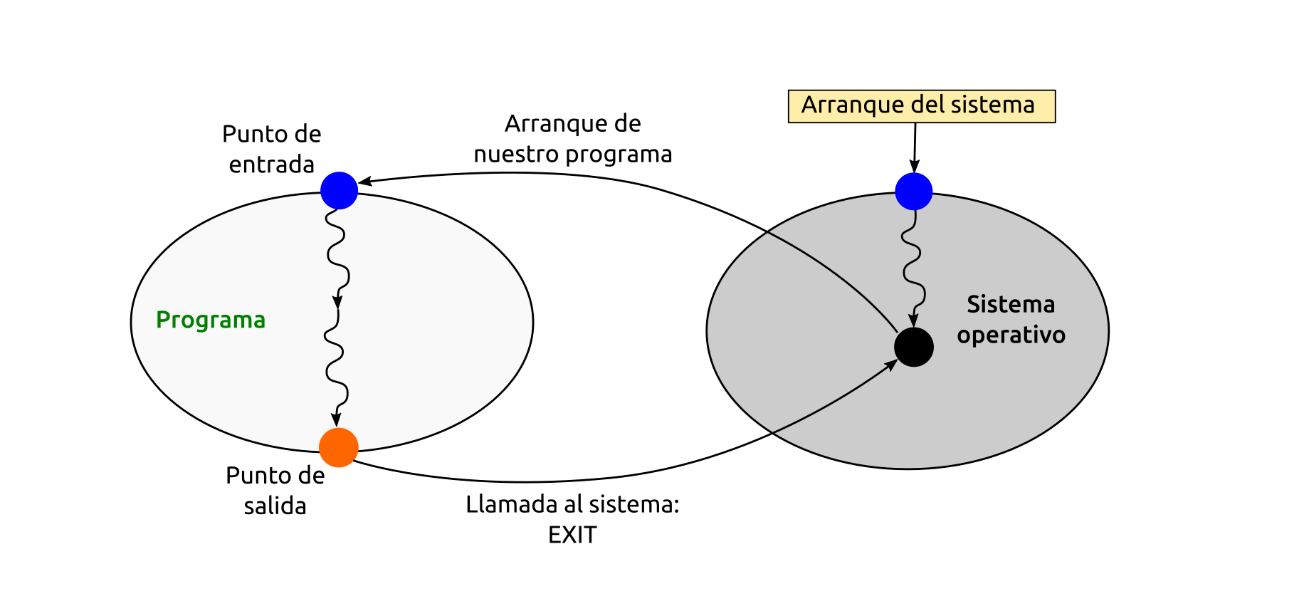 Arranque del sistema
Punto de
entrada
Arranque de
nuestro programa
Programa
Sistema
operativo
Punto de
salida
Llamada al sistema:
EXIT